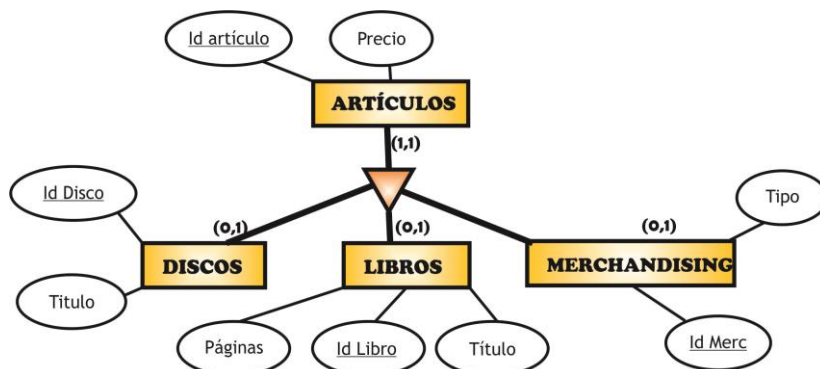 Id artículo
Precio
ARTÍCULOS
(1,1)
Id Disco
Tipo
(0,1)
(0,1)
(0,1)
DISCOS
LIBROS
MERCHANDISING
Titulo
Páginas
Id Libro
Título
Id Merc